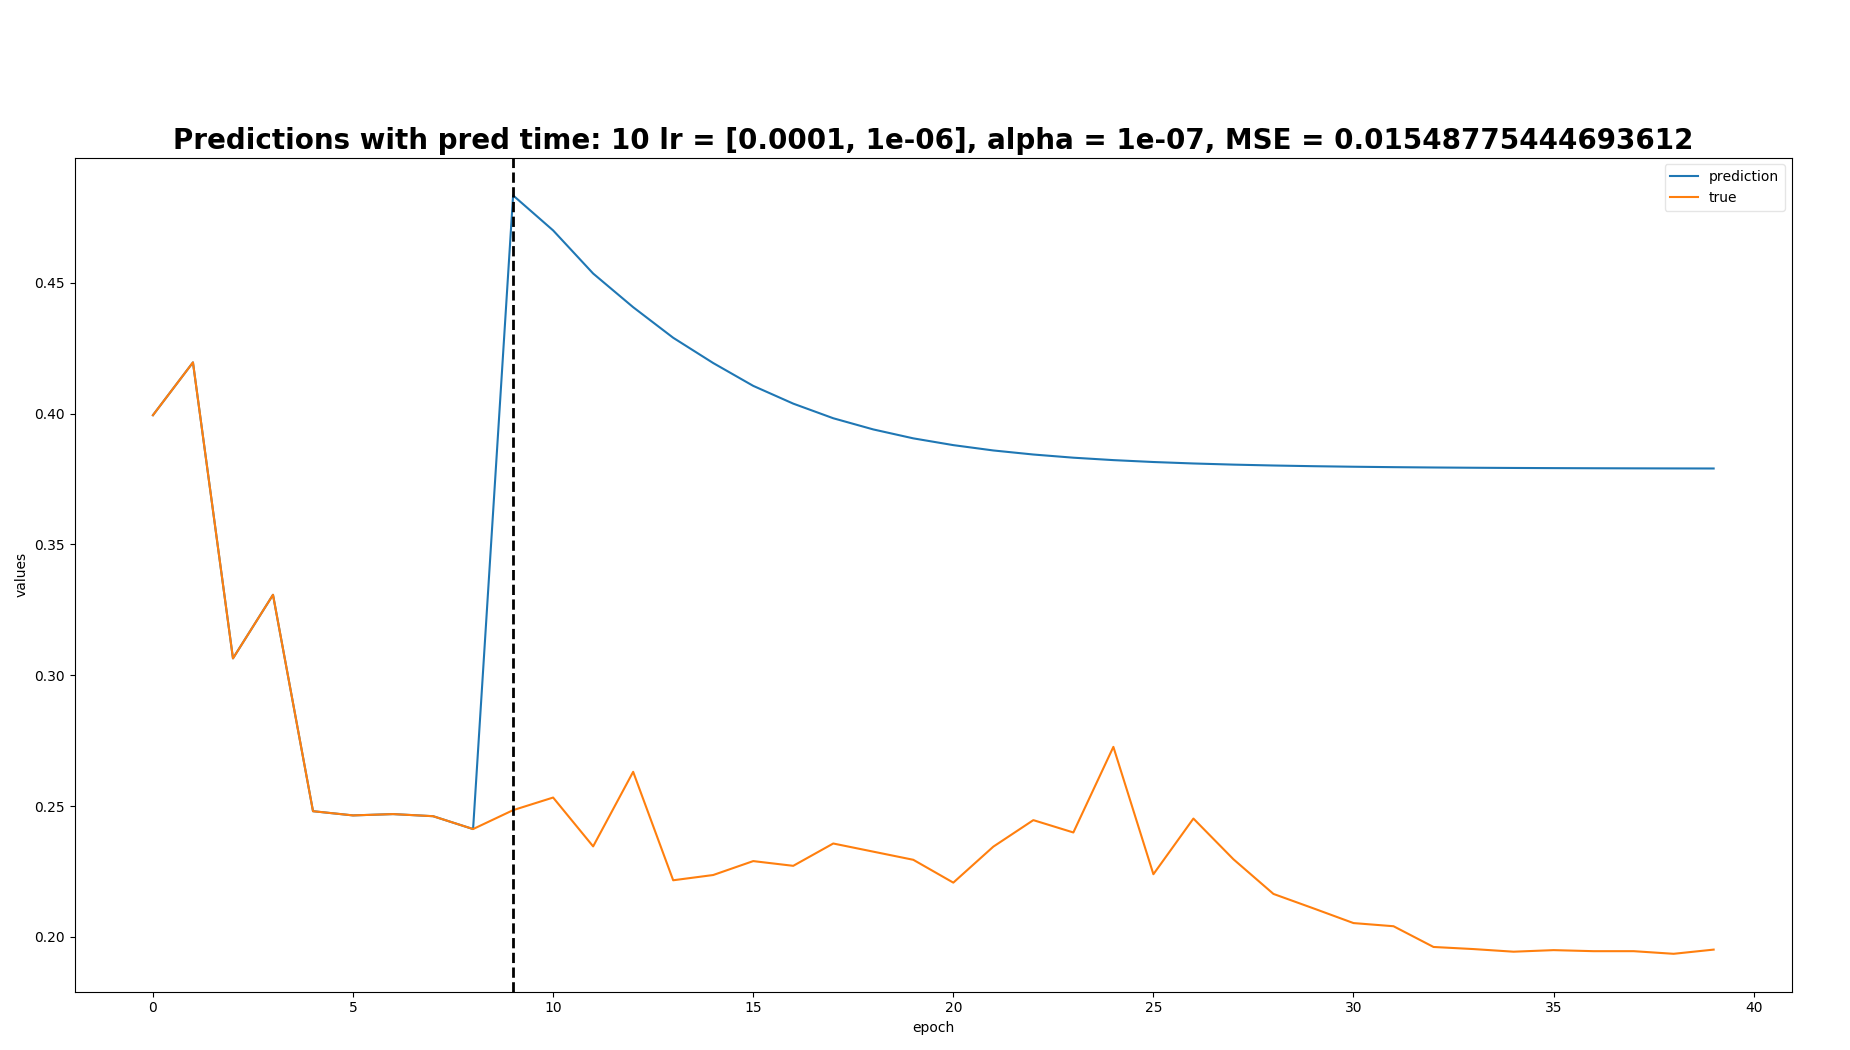 Predictions with pred time: 10 lr = [0.0001, 1e-06], alpha = 1e-07, MSE = 0.01548775444693612
prediction
true
values
0.45
0.40
0.35
0.30
0.25
0.20
0 5 10 15 20 25 30 35 40
epoch